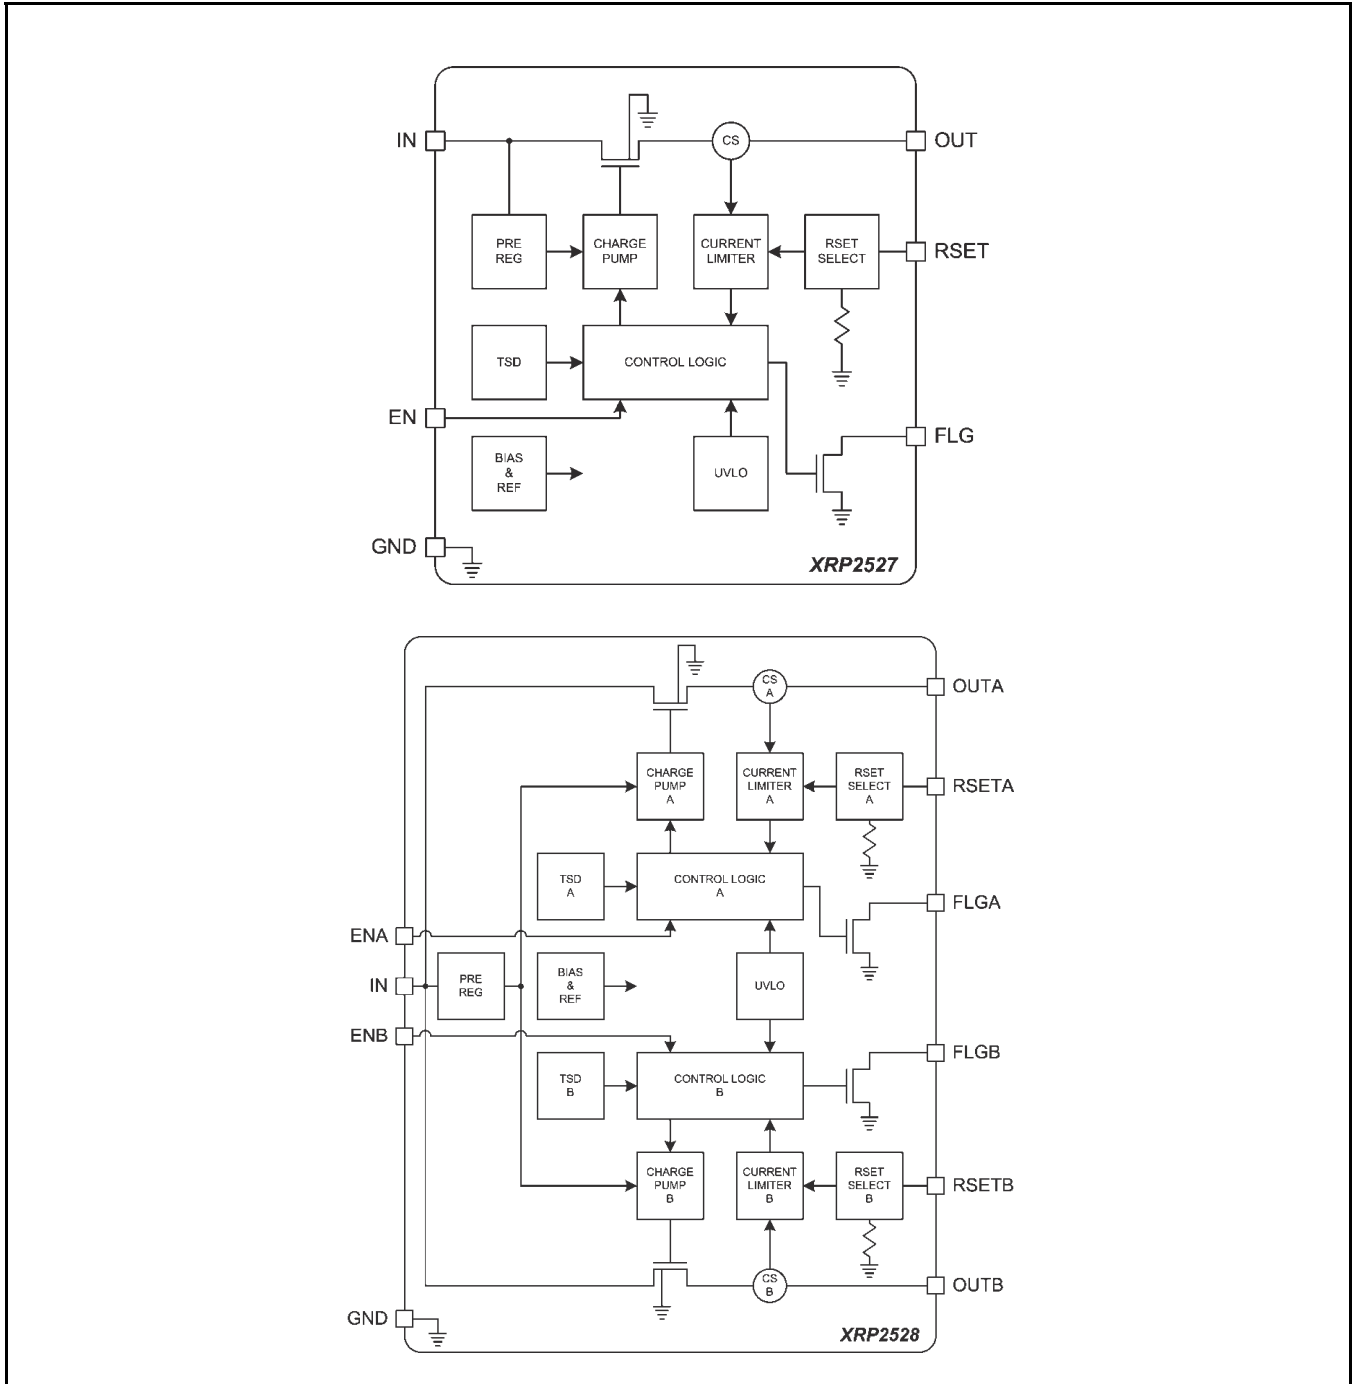 IN
CS
OUT
PRE
REG
CHARGE
PUMP
CURRENT
LIMITER
RSET
SELECT
RSET
TSD
CONTROL LOGIC
EN
FLG
BIAS
&
REF
UVLO
GND
XRP2527
CS
A
OUTA
CHARGE
PUMP
A
CURRENT
LIMITER
A
RSET
SELECT
A
RSETA
TSD
A
CONTROL LOGIC
A
FLGA
ENA
IN
PRE
REG
BIAS
&
REF
UVLO
ENB
FLGB
TSD
B
CONTROL LOGIC
B
CHARGE
PUMP
B
CURRENT
LIMITER
B
RSET
SELECT
B
RSETB
CS
B
OUTB
GND
XRP2528